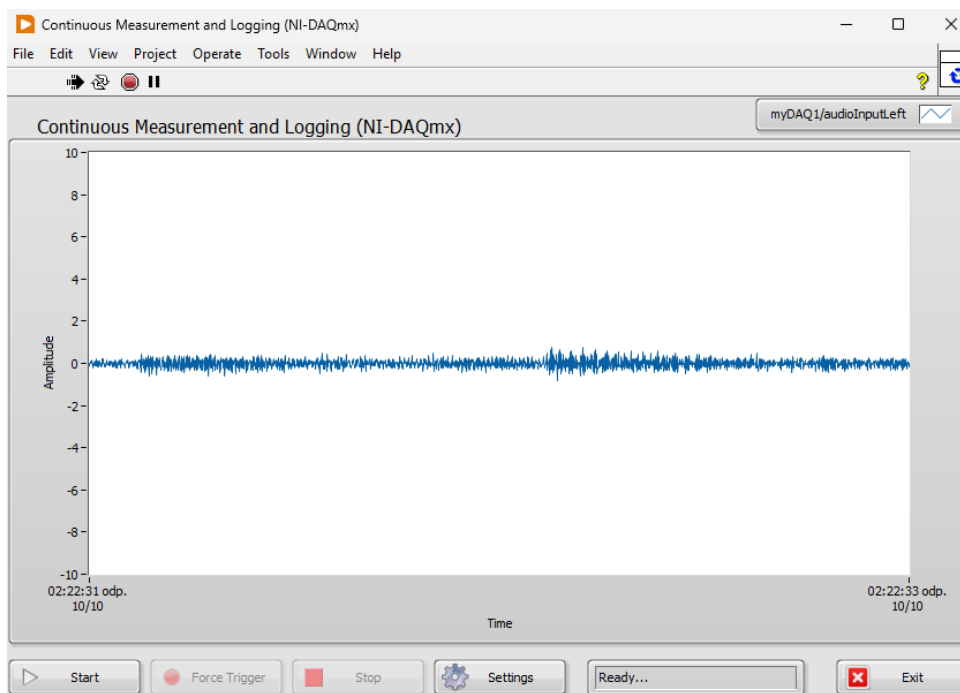 Continuous Measurement and Logging (NI-DAQmx)
File Edit View Project Operate Tools Window Help
Continuous Measurement and Logging (NI-DAQmx)
myDAQ1/audioInputLeft
Amplitude
10
8
6
4
2
0
-2
-4
-6
-8
-10
02:22:31 odp.
10/10
02:22:33 odp.
10/10
Time
Start Force Trigger Stop Settings Ready... Exit